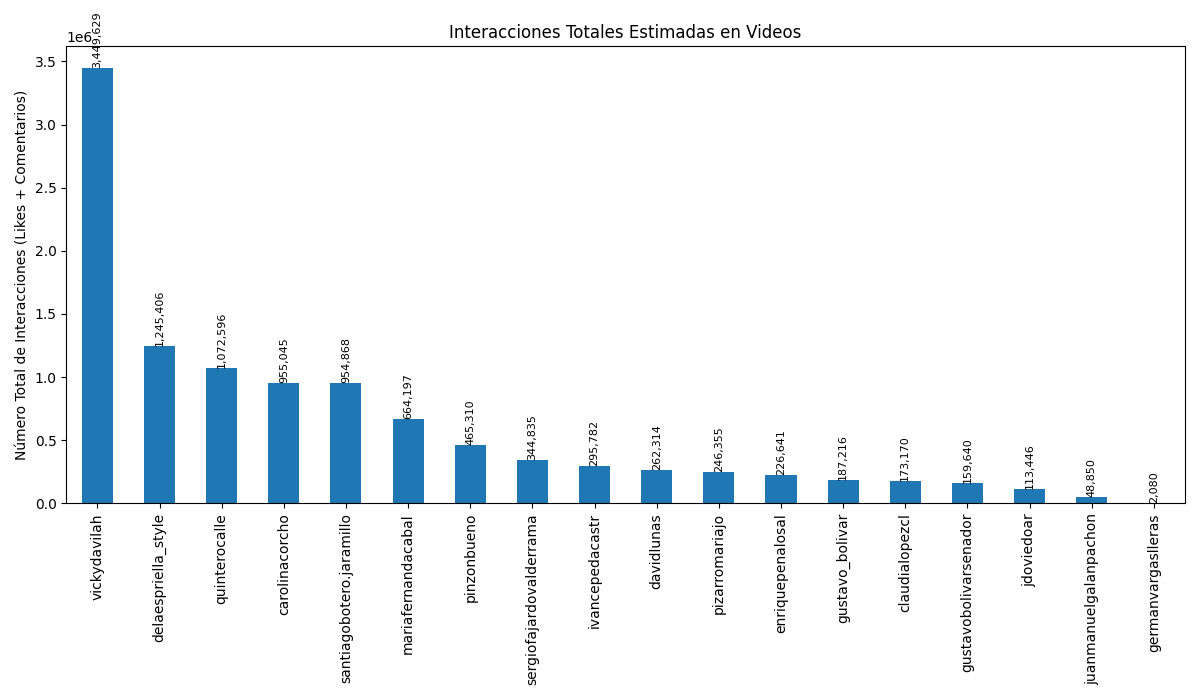 Interacciones Totales Estimadas en Videos
1e6
Número Total de Interacciones (Likes + Comentarios)
3.5
3.0
2.5
2.0
1.5
1.0
0.5
0.0
3,449,629
1,245,406
1,072,596
955,045
954,868
664,197
465,310
344,835
295,782
262,314
246,355
226,641
187,216
173,170
159,640
113,446
48,850
2,080
vickydavilah
delaespriella_style
quinterocalle
carolinacorcho
santiagobotero.jaramillo
mariafernandacabal
pinzonbueno
sergiofajardovalderrama
ivancepedacastr
davidlunas
pizarromariajo
enriquepenalosal
gustavo_bolivar
claudialopezcl
gustavobolivarsenador
jdoviedoar
juanmanuelgalanpachon
germanvargaslleras